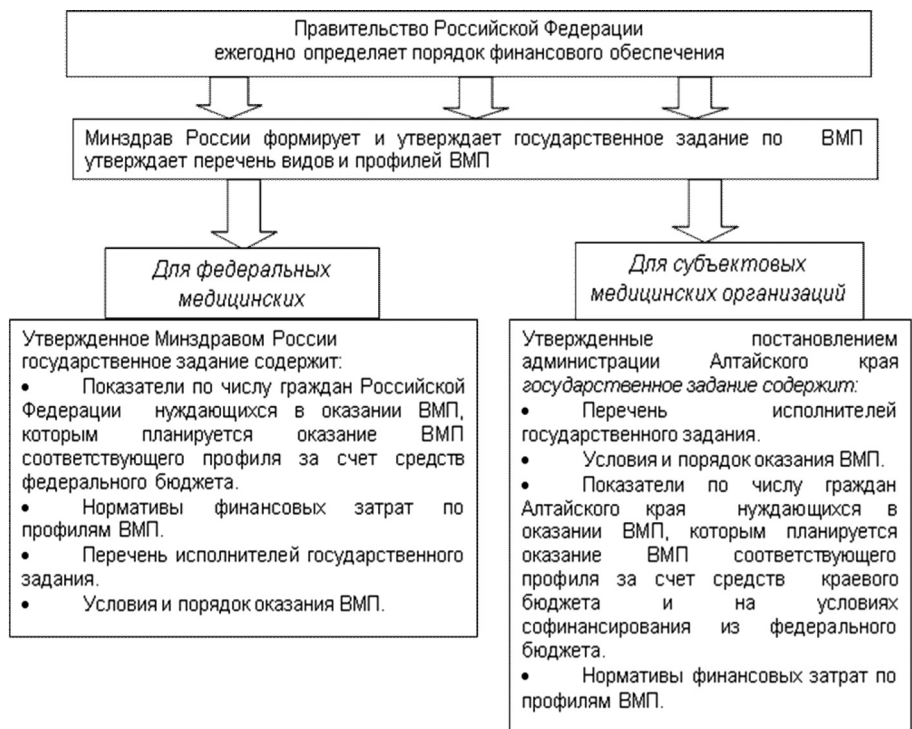 Правительство Российской Федерации
ежегодно определяет порядок финансового обеспечения
Минздрав России формирует и утверждает государственное задание по ВМП
утверждает перечень видов и профилей ВМП
Для федеральных
медицинских
Утвержденное Минздравом России
государственное задание содержит:
• Показатели по числу граждан Российской
Федерации нуждающихся в оказании ВМП,
которым планируется оказание ВМП
соответствующего профиля за счет средств
федерального бюджета.
• Нормативы финансовых затрат по
профилям ВМП.
• Перечень исполнителей государственного
задания.
• Условия и порядок оказания ВМП.
Для субъектовых
медицинских организаций
Утвержденные постановлением
администрации Алтайского края
государственное задание содержит:
• Перечень исполнителей
государственного задания.
• Условия и порядок оказания ВМП.
• Показатели по числу граждан
Алтайского края нуждающихся в
оказании ВМП, которым планируется
оказание ВМП соответствующего
профиля за счет средств краевого
бюджета и на условиях
софинансирования из федерального
бюджета.
• Нормативы финансовых затрат по
профилям ВМП.